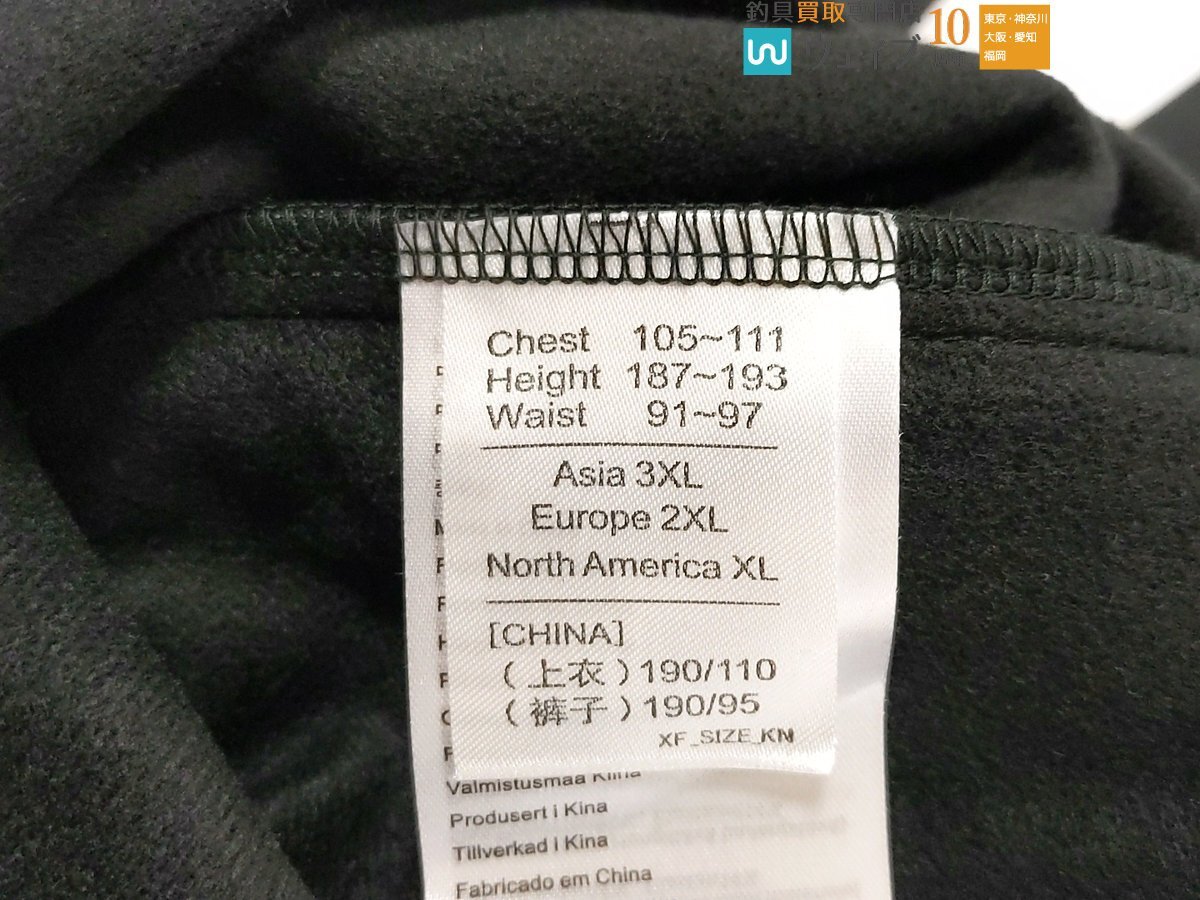 釣具買取専門店
10
東京・神奈川
大阪・愛知
福岡
Chest 105~111
Height 187~193
Waist 91~97
Asia 3XL
Europe 2XL
North America XL
[CHINA]
(上衣)190/110
(裤子)190/95
XF_SIZE_KN
Valmistusmaa Kiina
Produsert i Kina
Tillverkad i Kina
Fabricado em China